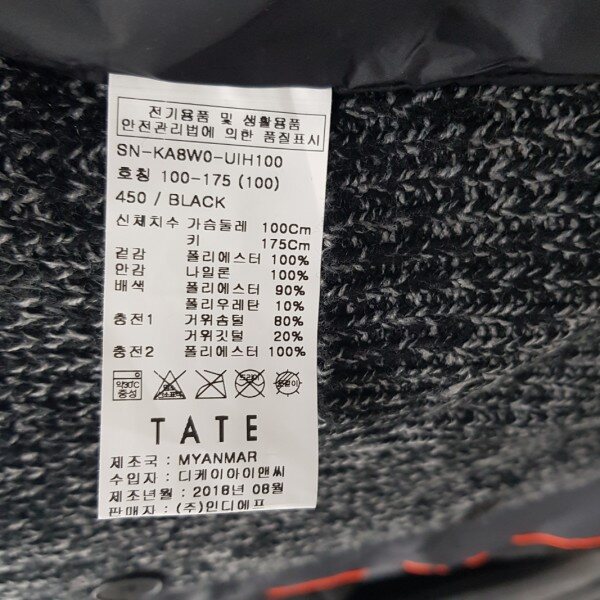 전기용품 및 생활용품
안전관리법에 의한 품질표시
SN-KA8W0-UIH100
호칭 100-175 (100)
450 / BLACK
신체치수 가슴둘레 100Cm
키 175Cm
겉감 폴리에스터 100%
안감 나일론 100%
배색 폴리에스터 90%
폴리우레탄 10%
충전1 거위솜털 80%
거위깃털 20%
충전2 폴리에스터 100%
약30℃
중성
TATE
제조국 : MYANMAR
수입자 : 디케이아이앤씨
제조년월 : 2018년 08월
판매자 : (주)인디에프